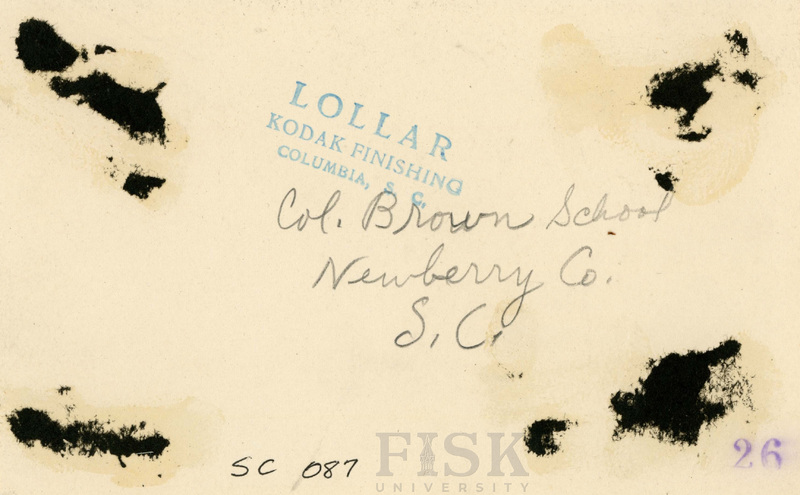 LOLLAR
KODAK FINISHING
COLUMBIA, S. C.
Col. Brown School
Newberry Co.
S. C.
SC 087
FISK
UNIVERSITY
26